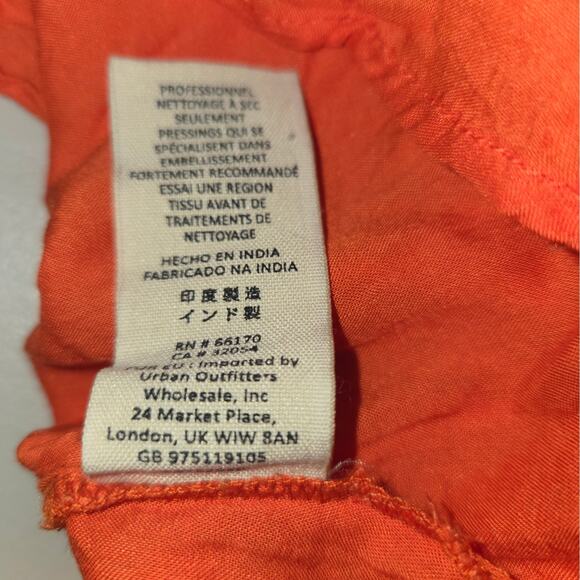 PROFESSIONNEL
NETTOYAGE À SEC
SEULEMENT
PRESSINGS QUI SE
SPÉCIALISENT DANS
EMBELLISSEMENT
FORTEMENT RECOMMANDÉ
ESSAI UNE REGION
TISSU AVANT DE
TRAITEMENTS DE
NETTOYAGE
HECHO EN INDIA
FABRICADO NA INDIA
印度製造
インド製
RN # 66170
CA # 32054
FOR EU : Imported by
Urban Outfitters
Wholesale, Inc
24 Market Place,
London, UK WIW 8AN
GB 975119105